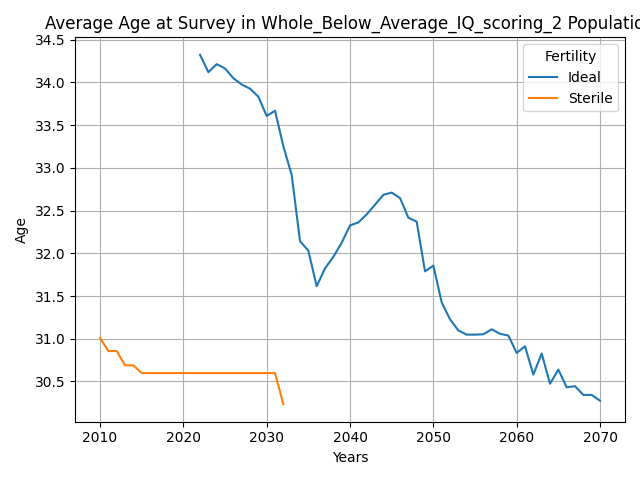 Average Age at Survey in Whole_Below_Average_IQ_scoring_2 Populatio
34.5
34.0
33.5
33.0
32.5
32.0
31.5
31.0
30.5
Age
Fertility
Ideal
Sterile
2010 2020 2030 2040 2050 2060 2070
Years